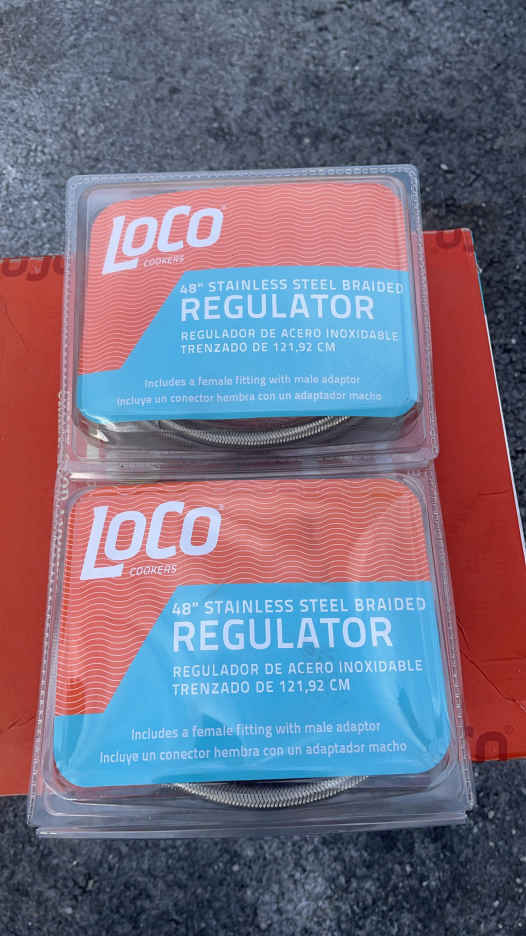 LoCo
COOKERS
48" STAINLESS STEEL BRAIDED
REGULATOR
REGULADOR DE ACERO INOXIDABLE
TRENZADO DE 121,92 CM
Includes a female fitting with male adaptor
Incluye un conector hembra con un adaptador macho
LoCo
COOKERS
48" STAINLESS STEEL BRAIDED
REGULATOR
REGULADOR DE ACERO INOXIDABLE
TRENZADO DE 121,92 CM
Includes a female fitting with male adaptor
Incluye un conector hembra con un adaptador macho